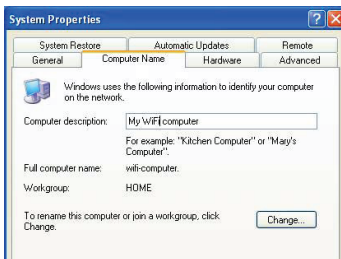 System Properties
System Restore Automatic Updates Remote
General Computer Name Hardware Advanced
Windows uses the following information to identify your computer
on the network.
Computer description: My WiFi computer
For example: "Kitchen Computer" or "Mary's
Computer".
Full computer name: wifi-computer.
Workgroup: HOME
To rename this computer or join a workgroup, click
Change.
Change...